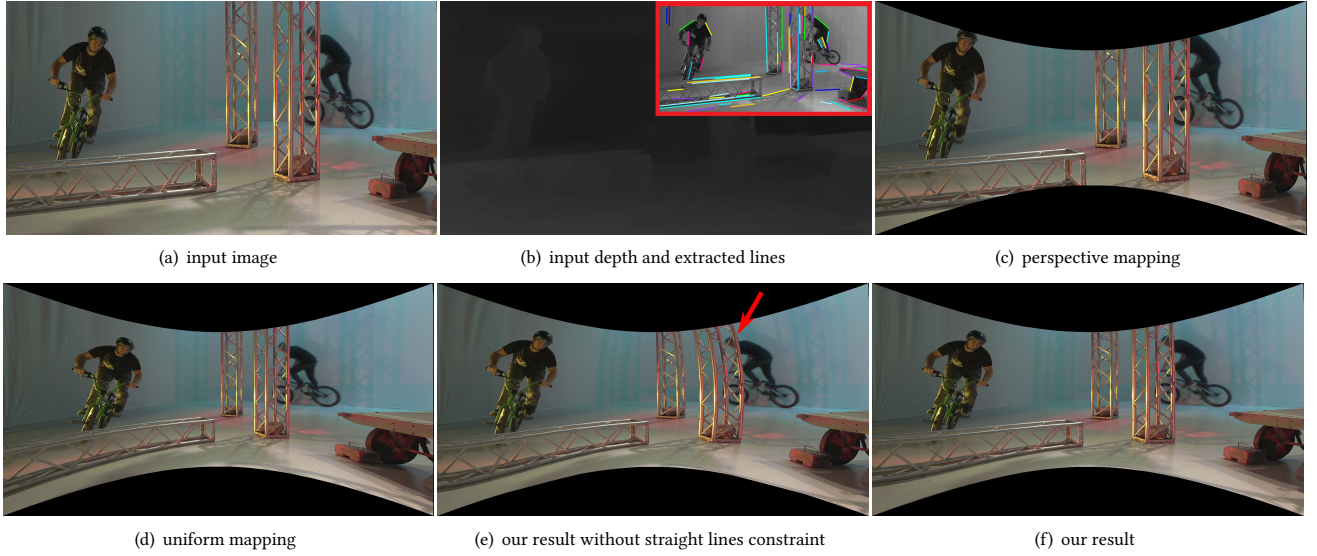 (a) input image
(b) input depth and extracted lines
(c) perspective mapping
(d) uniform mapping
(e) our result without straight lines constraint
(f) our result